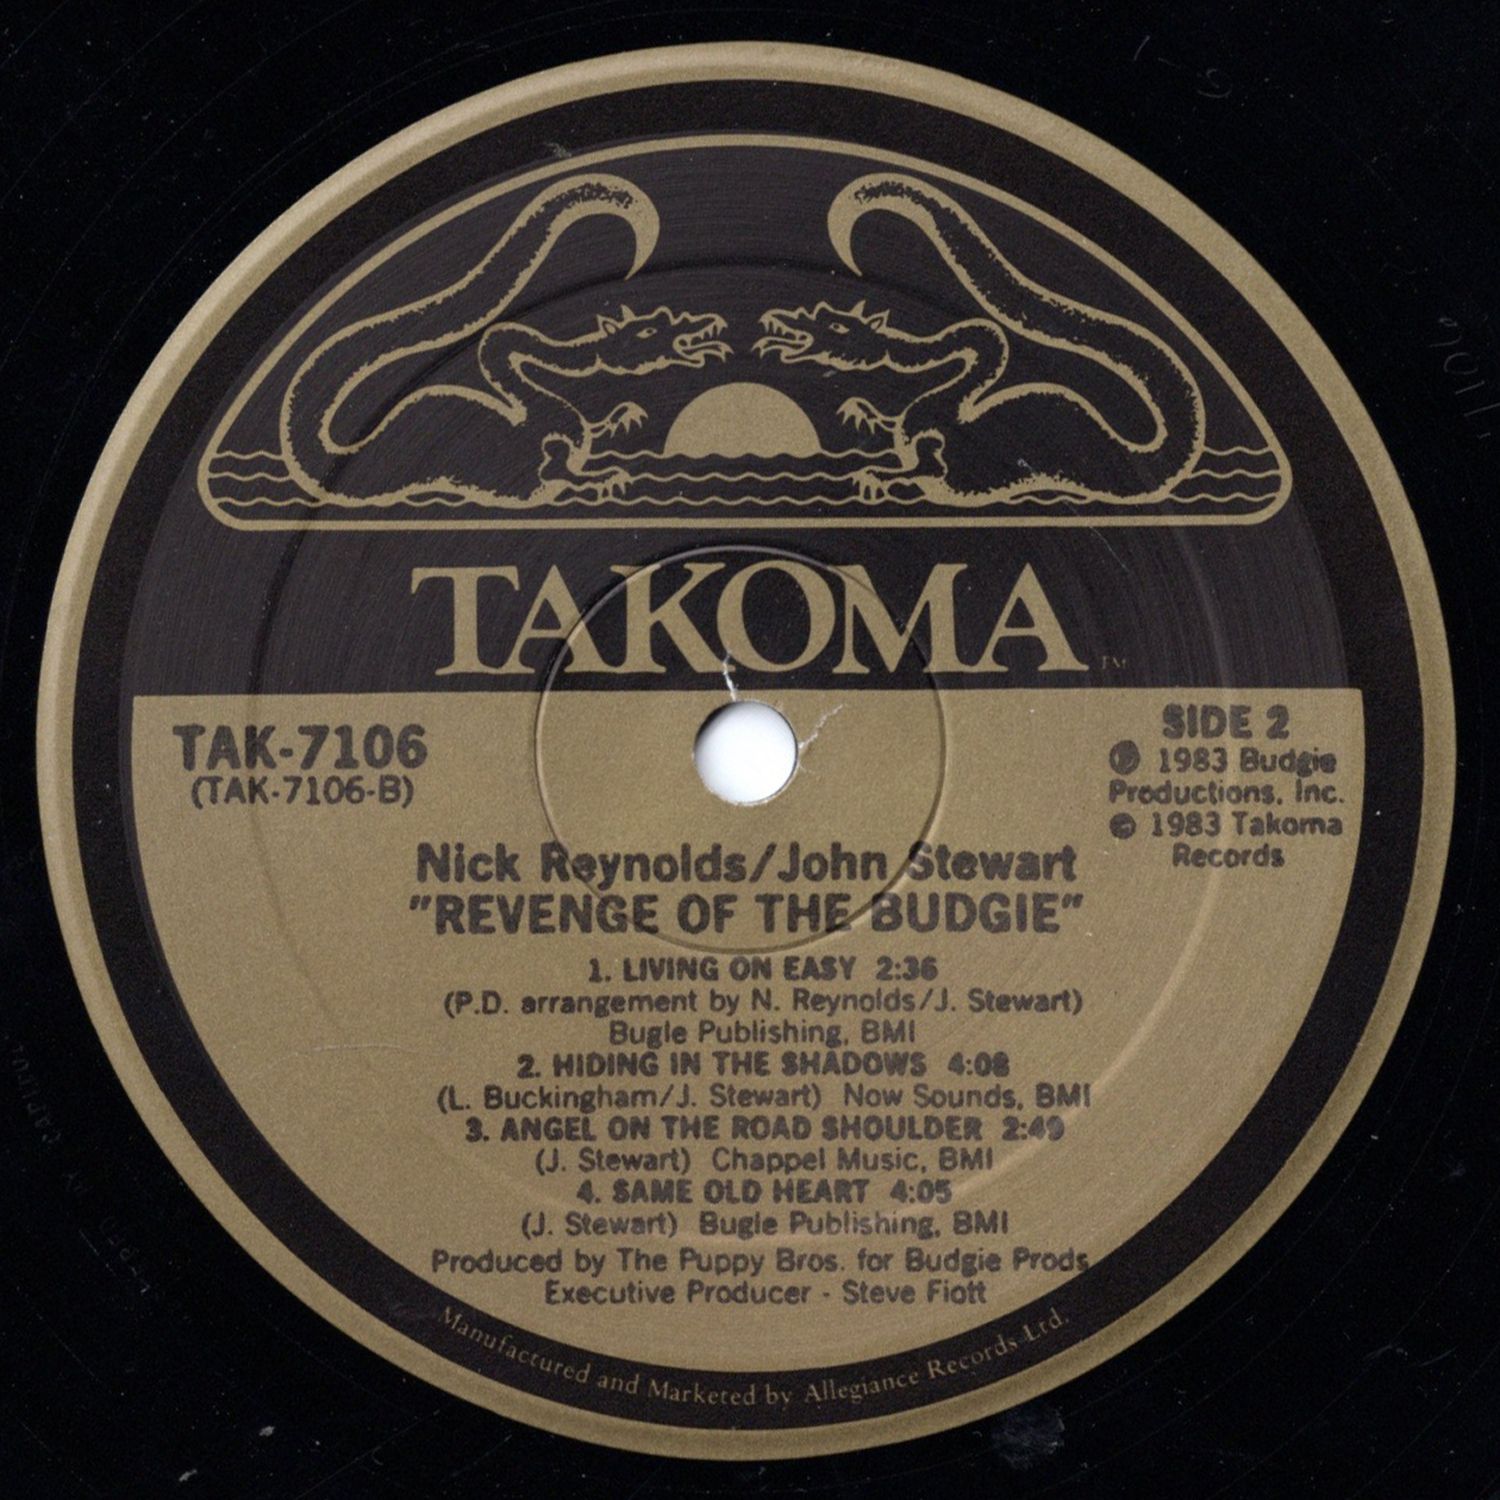 TAKOMA™
TAK-7106
(TAK-7106-B)
SIDE 2
℗ 1983 Budgie
Productions, Inc.
© 1983 Takoma
Records
Nick Reynolds/John Stewart
"REVENGE OF THE BUDGIE"
1. LIVING ON EASY 2:36
(P.D. arrangement by N. Reynolds/J. Stewart)
Bugle Publishing, BMI
2. HIDING IN THE SHADOWS 4:08
(L. Buckingham/J. Stewart) Now Sounds, BMI
3. ANGEL ON THE ROAD SHOULDER 2:49
(J. Stewart) Chappel Music, BMI
4. SAME OLD HEART 4:05
(J. Stewart) Bugle Publishing, BMI
Produced by The Puppy Bros. for Budgie Prods
Executive Producer - Steve Fiott
Manufactured and Marketed by Allegiance Records Ltd.